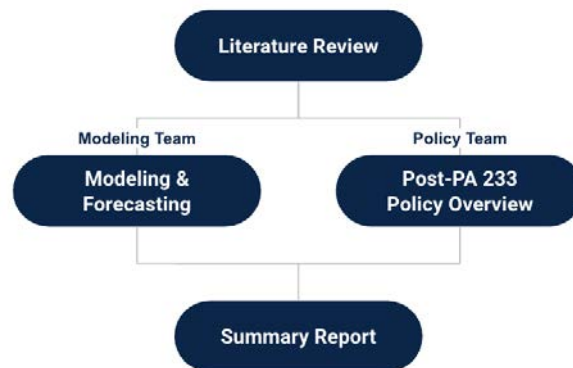 Literature Review
Modeling Team
Policy Team
Modeling &
Forecasting
Post-PA 233
Policy Overview
Summary Report